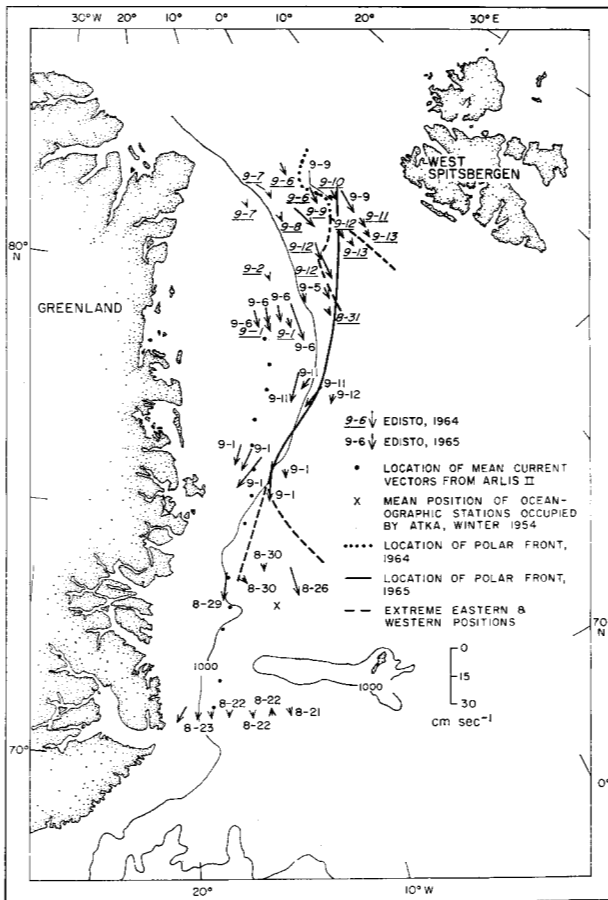 30° W 20° 10° 0° 10° 20° 30° E
9-9
9-7 9-6 9-10
WEST
SPITSBERGEN
9-6 9-9
9-7 9-9 9-11
9-8 9-12
9-13
80°
N
9-12 9-13
9-2 9-12
9-5
GREENLAND
9-6 9-6 8-31
9-6
9-1 9-1
9-6
9-1 9-11
9-11 9-12
9-6 EDISTO, 1964
9-6 EDISTO, 1965
9-1 9-1
9-1
9-1
9-1
• LOCATION OF MEAN CURRENT
VECTORS FROM ARLIS II
X MEAN POSITION OF OCEAN-
OGRAPHIC STATIONS OCCUPIED
BY ATKA, WINTER 1954
LOCATION OF POLAR FRONT,
1964
LOCATION OF POLAR FRONT,
1965
EXTREME EASTERN &
WESTERN POSITIONS
8-30
8-30 8-26
8-29 X
70°
N
1000
1000
0
15
30
cm sec⁻¹
8-22 8-22 8-21
8-23 8-22
70°
0°
20° 10° W